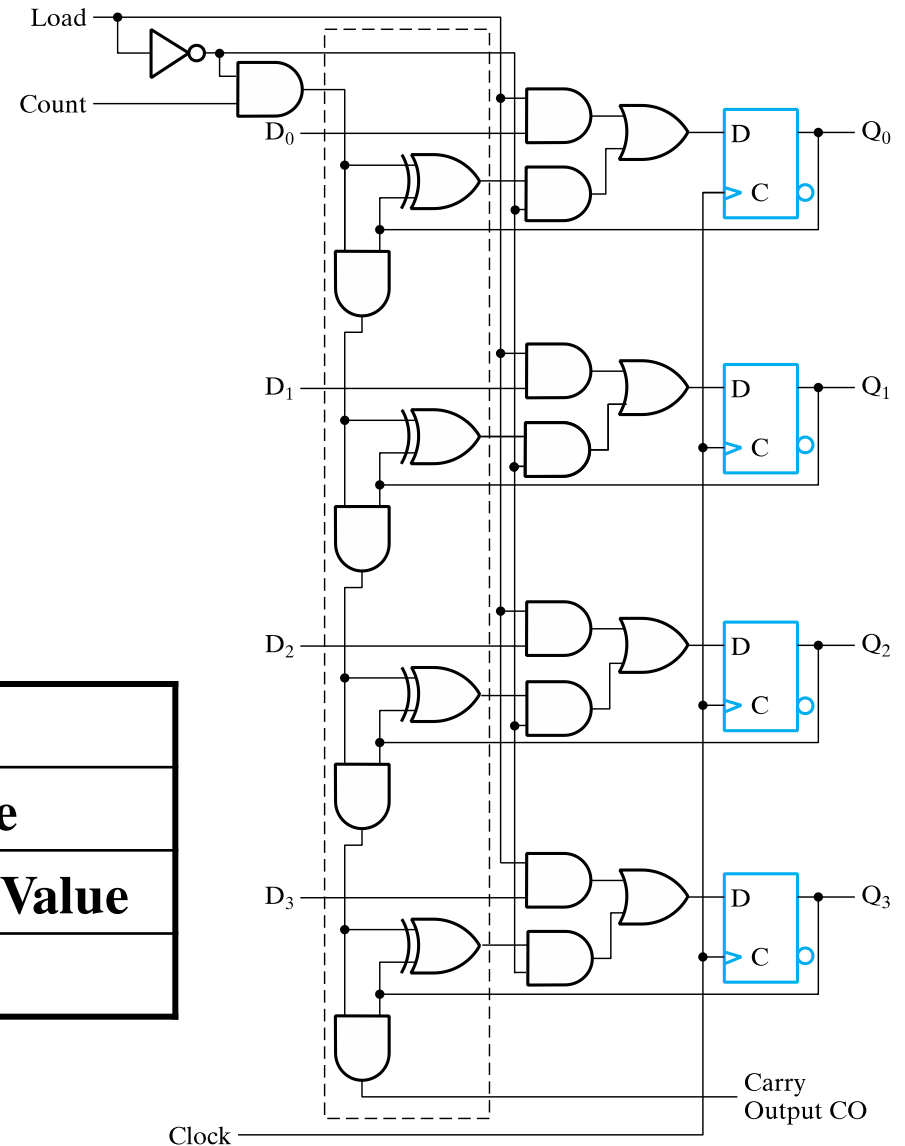 Load
Count
D₀
D
Q₀
C
D₁
D
Q₁
C
D₂
D
Q₂
C
e
Value
D₃
D
Q₃
C
Carry
Output CO
Clock